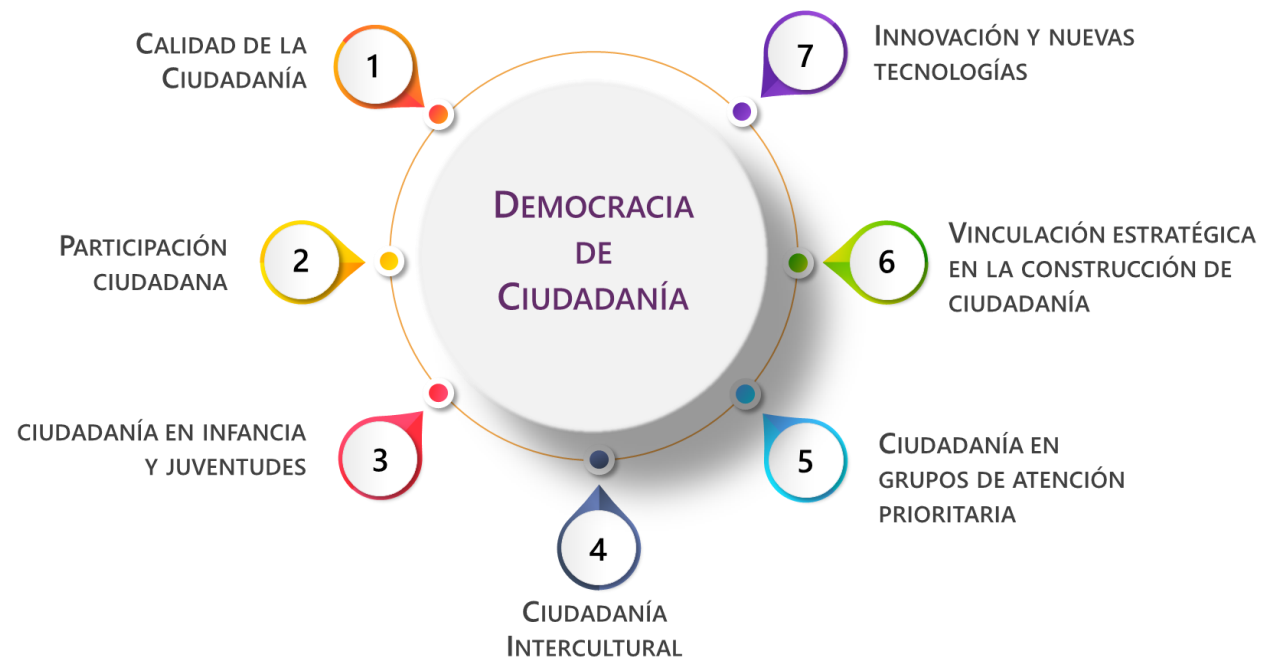 Democracia
de
Ciudadanía
1
Calidad de la
Ciudadanía
2
Participación
ciudadana
3
ciudadanía en infancia
y juventudes
4
Ciudadanía
Intercultural
5
Ciudadanía en
grupos de atención
prioritaria
6
Vinculación estratégica
en la construcción de
ciudadanía
7
Innovación y nuevas
tecnologías